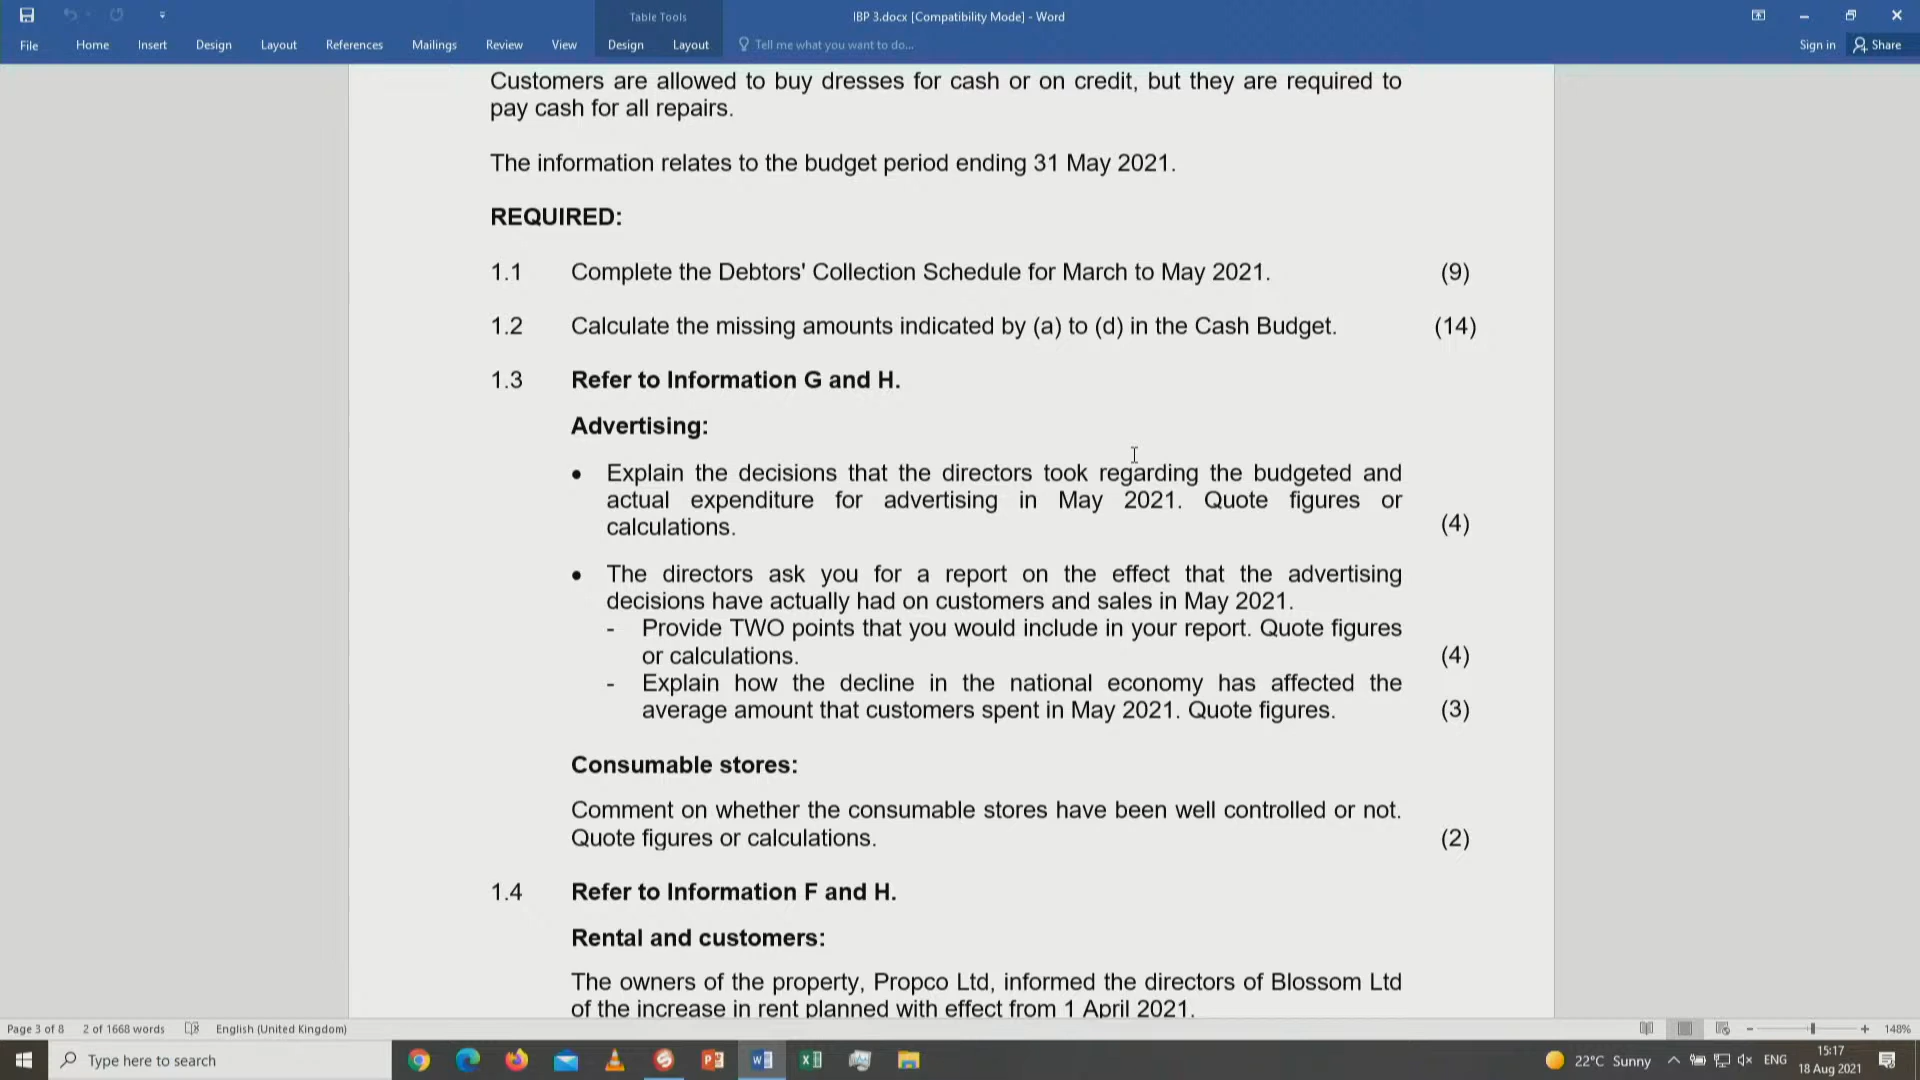 Table Tools
IBP 3.docx [Compatibility Mode] - Word
File Home Insert Design Layout References Mailings Review View Design Layout Tell me what you want to do... Sign in Share
Customers are allowed to buy dresses for cash or on credit, but they are required to
pay cash for all repairs.
The information relates to the budget period ending 31 May 2021.
REQUIRED:
1.1 Complete the Debtors' Collection Schedule for March to May 2021. (9)
1.2 Calculate the missing amounts indicated by (a) to (d) in the Cash Budget. (14)
1.3 Refer to Information G and H.
Advertising:
• Explain the decisions that the directors took regarding the budgeted and
actual expenditure for advertising in May 2021. Quote figures or
calculations. (4)
• The directors ask you for a report on the effect that the advertising
decisions have actually had on customers and sales in May 2021.
- Provide TWO points that you would include in your report. Quote figures
or calculations. (4)
- Explain how the decline in the national economy has affected the
average amount that customers spent in May 2021. Quote figures. (3)
Consumable stores:
Comment on whether the consumable stores have been well controlled or not.
Quote figures or calculations. (2)
1.4 Refer to Information F and H.
Rental and customers:
The owners of the property, Propco Ltd, informed the directors of Blossom Ltd
of the increase in rent planned with effect from 1 April 2021.
Page 3 of 8 2 of 1668 words English (United Kingdom) 148%
Type here to search 22°C Sunny ENG 15:17
18 Aug 2021